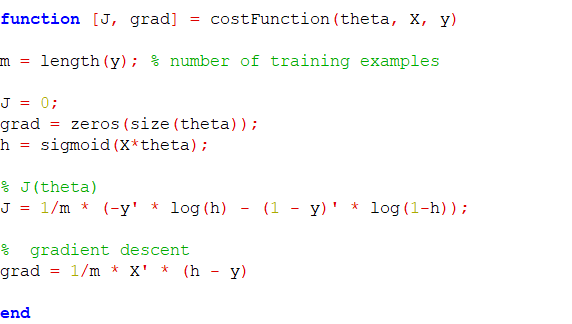 function [J, grad] = costFunction(theta, X, y)
m = length(y); % number of training examples
J = 0;
grad = zeros(size(theta));
h = sigmoid(X*theta);
% J(theta)
J = 1/m * (-y' * log(h) - (1 - y)' * log(1-h));
%  gradient descent
grad = 1/m * X' * (h - y)
end